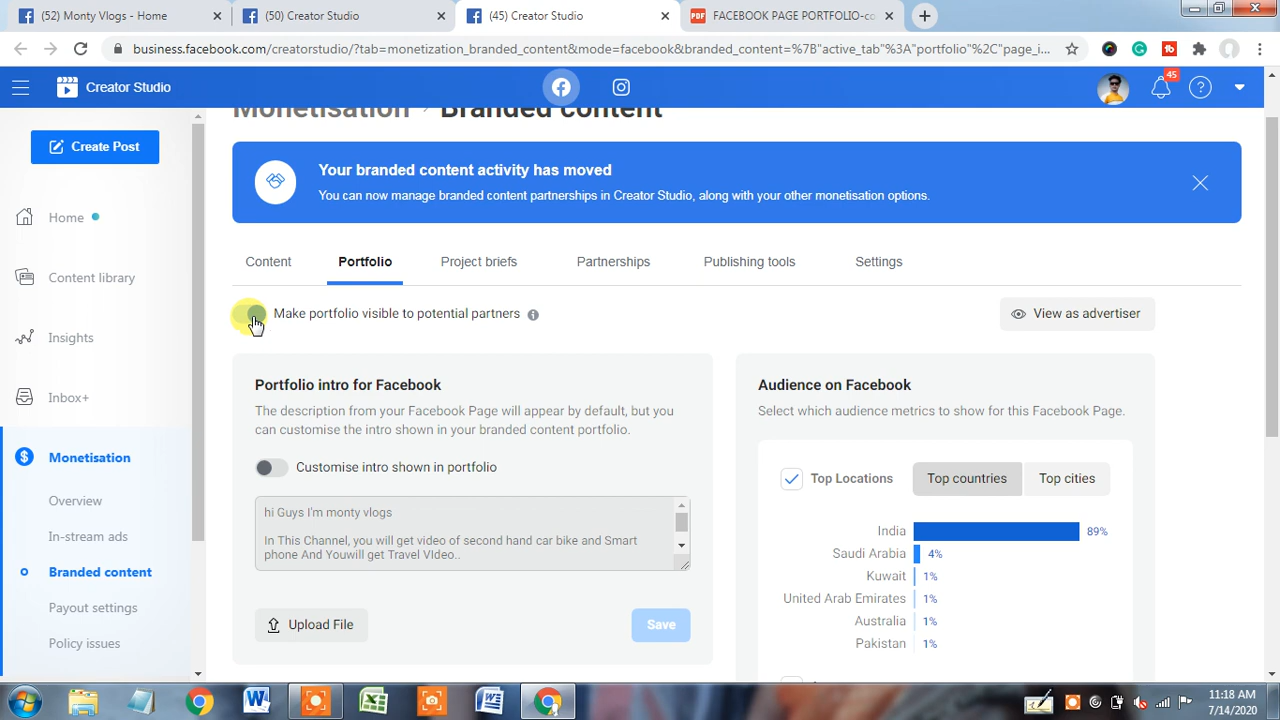 (52) Monty Vlogs - Home
(50) Creator Studio
(45) Creator Studio
PDF FACEBOOK PAGE PORTFOLIO-co
business.facebook.com/creatorstudio/?tab=monetization_branded_content&mode=facebook&branded_content=%7B"active_tab"%3A"portfolio"%2C"page_i...
Creator Studio
45
Create Post
Home
Content library
Insights
Inbox+
Monetisation
Overview
In-stream ads
Branded content
Payout settings
Policy issues
Monetisation > Branded content
Your branded content activity has moved
You can now manage branded content partnerships in Creator Studio, along with your other monetisation options.
Content Portfolio Project briefs Partnerships Publishing tools Settings
Make portfolio visible to potential partners
View as advertiser
Portfolio intro for Facebook
The description from your Facebook Page will appear by default, but you
can customise the intro shown in your branded content portfolio.
Customise intro shown in portfolio
hi Guys I'm monty vlogs
In This Channel, you will get video of second hand car bike and Smart
phone And Youwill get Travel VIdeo..
Upload File
Save
Audience on Facebook
Select which audience metrics to show for this Facebook Page.
Top Locations Top countries Top cities
India 89%
Saudi Arabia 4%
Kuwait 1%
United Arab Emirates 1%
Australia 1%
Pakistan 1%
11:18 AM
7/14/2020